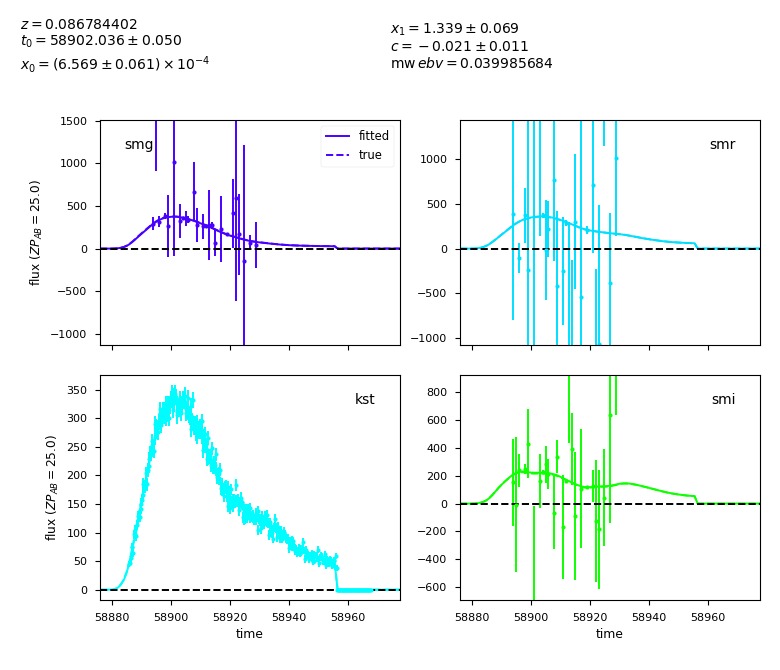 z = 0.086784402
t₀ = 58902.036 ± 0.050
x₀ = (6.569 ± 0.061) × 10⁻⁴
x₁ = 1.339 ± 0.069
c = −0.021 ± 0.011
mw ebv = 0.039985684
flux (ZP_AB = 25.0)
1500
1000
500
0
−500
−1000
smg
fitted
true
1000
500
0
−500
−1000
smr
flux (ZP_AB = 25.0)
350
300
250
200
150
100
50
0
kst
58880 58900 58920 58940 58960
time
800
600
400
200
0
−200
−400
−600
smi
58880 58900 58920 58940 58960
time